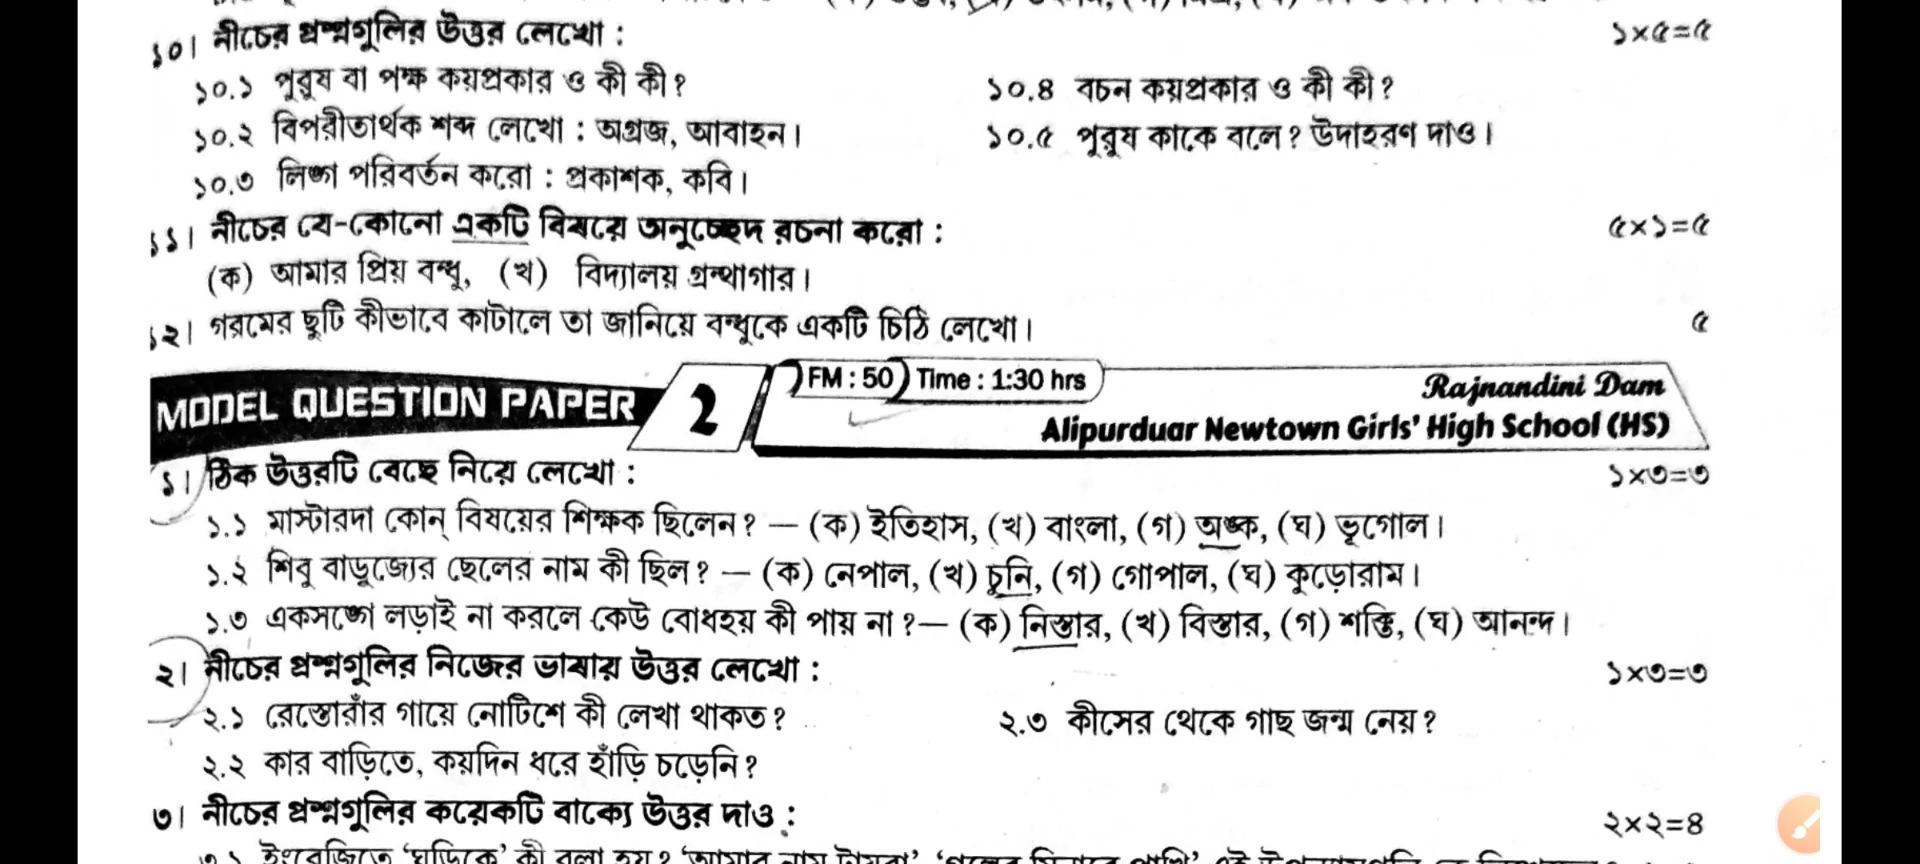 ১০। নীচের প্রশ্নগুলির উত্তর লেখো : ১×৫=৫
১০.১ পুরুষ বা পক্ষ কয়প্রকার ও কী কী? ১০.৪ বচন কয়প্রকার ও কী কী?
১০.২ বিপরীতার্থক শব্দ লেখো : অগ্রজ, আবাহন। ১০.৫ পুরুষ কাকে বলে? উদাহরণ দাও।
১০.৩ লিঙ্গ পরিবর্তন করো : প্রকাশক, কবি।
১১। নীচের যে-কোনো একটি বিষয়ে অনুচ্ছেদ রচনা করো : ৫×১=৫
(ক) আমার প্রিয় বন্ধু, (খ) বিদ্যালয় গ্রন্থাগার।
১২। গরমের ছুটি কীভাবে কাটালে তা জানিয়ে বন্ধুকে একটি চিঠি লেখো। ৫
MODEL QUESTION PAPER 2 FM : 50 Time : 1:30 hrs Rajnandini Dam
Alipurduar Newtown Girls' High School (HS)
১। ঠিক উত্তরটি বেছে নিয়ে লেখো : ১×৩=৩
১.১ মাস্টারদা কোন্ বিষয়ের শিক্ষক ছিলেন? — (ক) ইতিহাস, (খ) বাংলা, (গ) অঙ্ক, (ঘ) ভূগোল।
১.২ শিবু বাড়ুজ্যের ছেলের নাম কী ছিল? — (ক) নেপাল, (খ) চুনি, (গ) গোপাল, (ঘ) কুড়োরাম।
১.৩ একসঙ্গে লড়াই না করলে কেউ বোধহয় কী পায় না?— (ক) নিস্তার, (খ) বিস্তার, (গ) শক্তি, (ঘ) আনন্দ।
২। নীচের প্রশ্নগুলির নিজের ভাষায় উত্তর লেখো : ১×৩=৩
২.১ রেস্তোরাঁর গায়ে নোটিশে কী লেখা থাকত? ২.৩ কীসের থেকে গাছ জন্ম নেয়?
২.২ কার বাড়িতে, কয়দিন ধরে হাঁড়ি চড়েনি?
৩। নীচের প্রশ্নগুলির কয়েকটি বাক্যে উত্তর দাও : ২×২=৪